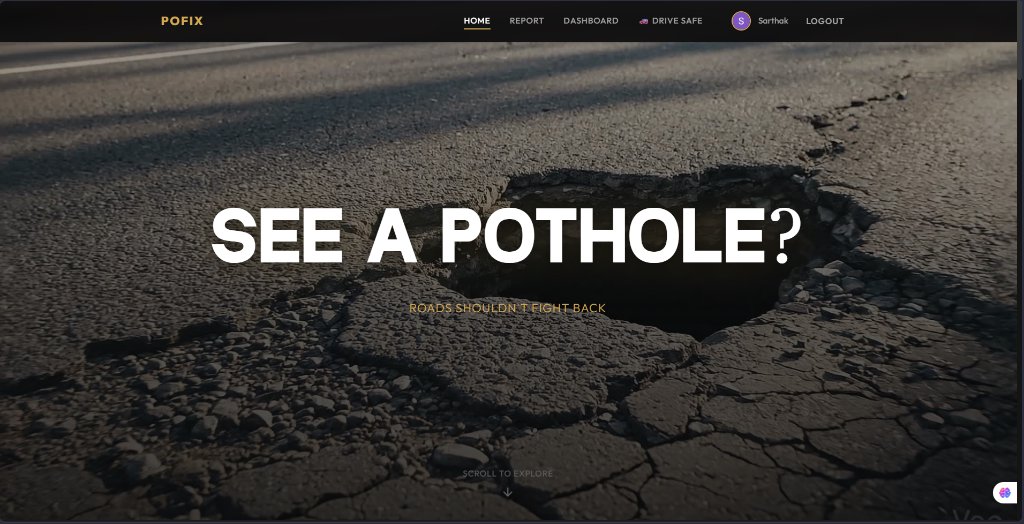 POFIX
HOME REPORT DASHBOARD DRIVE SAFE S Sarthak LOGOUT
SEE A POTHOLE?
ROADS SHOULDN'T FIGHT BACK
SCROLL TO EXPLORE